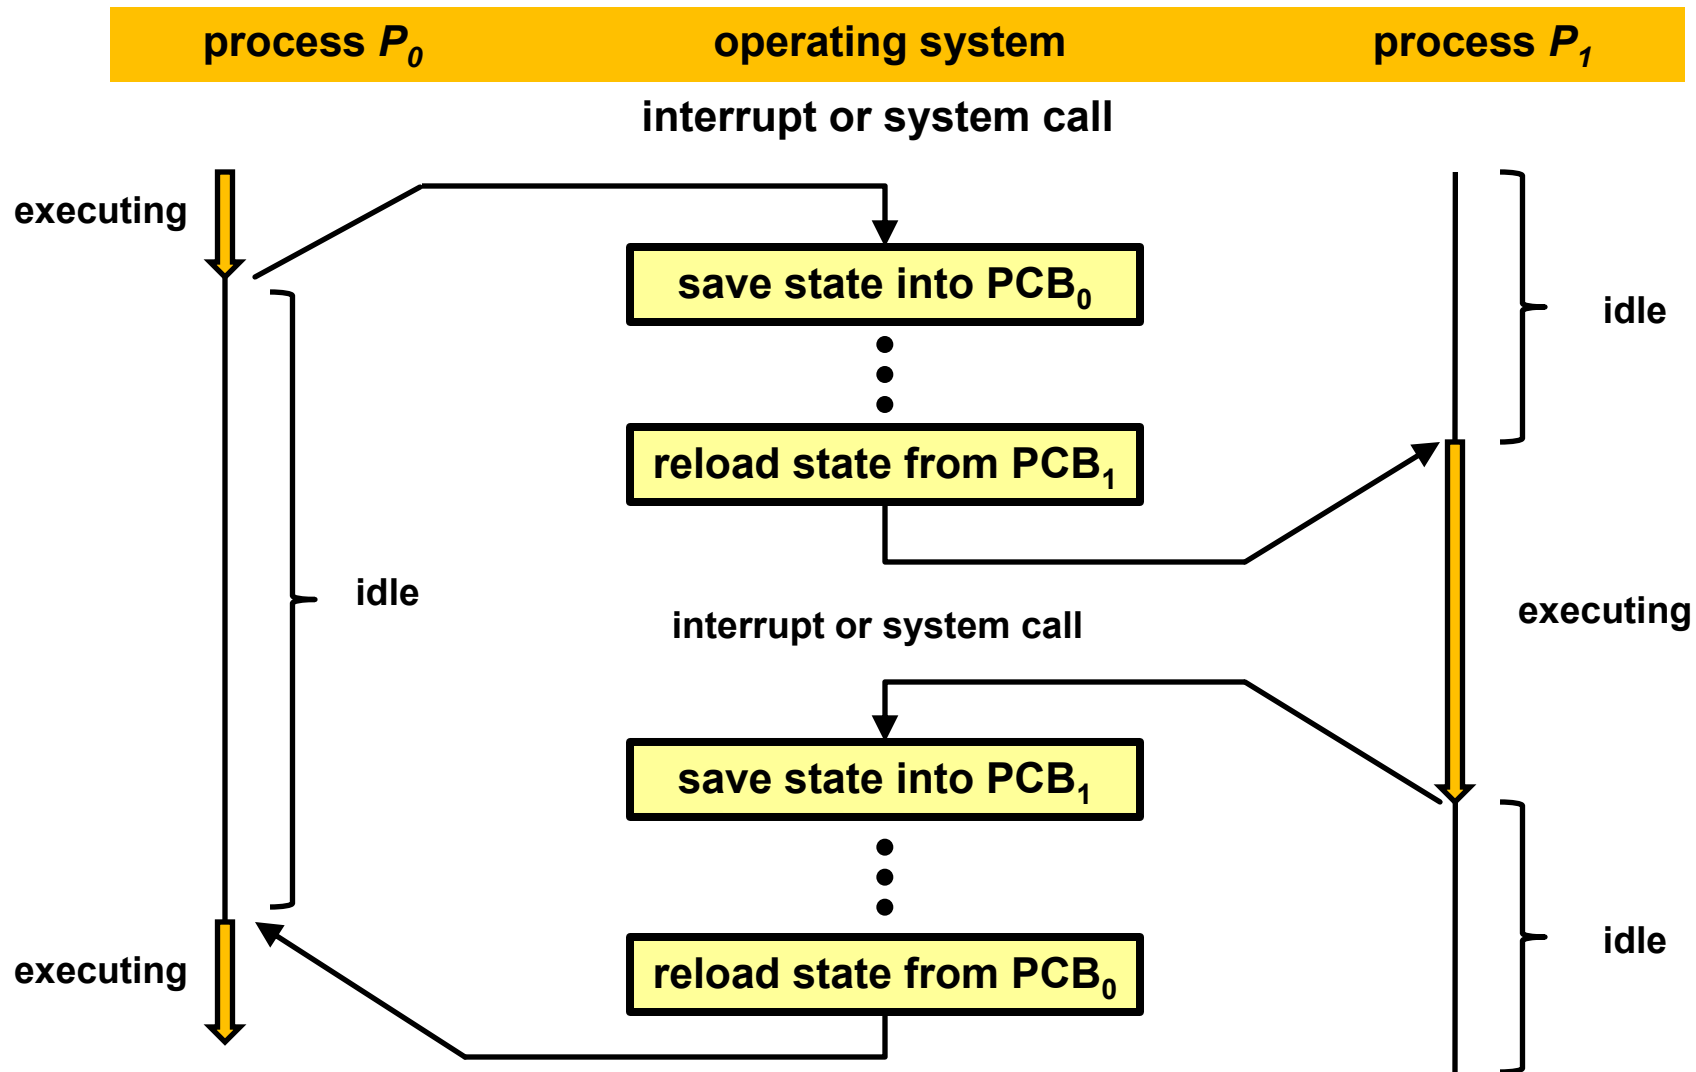 process P₀ operating system process P₁
interrupt or system call
executing
save state into PCB₀
idle
reload state from PCB₁
idle
interrupt or system call
executing
save state into PCB₁
idle
executing
reload state from PCB₀